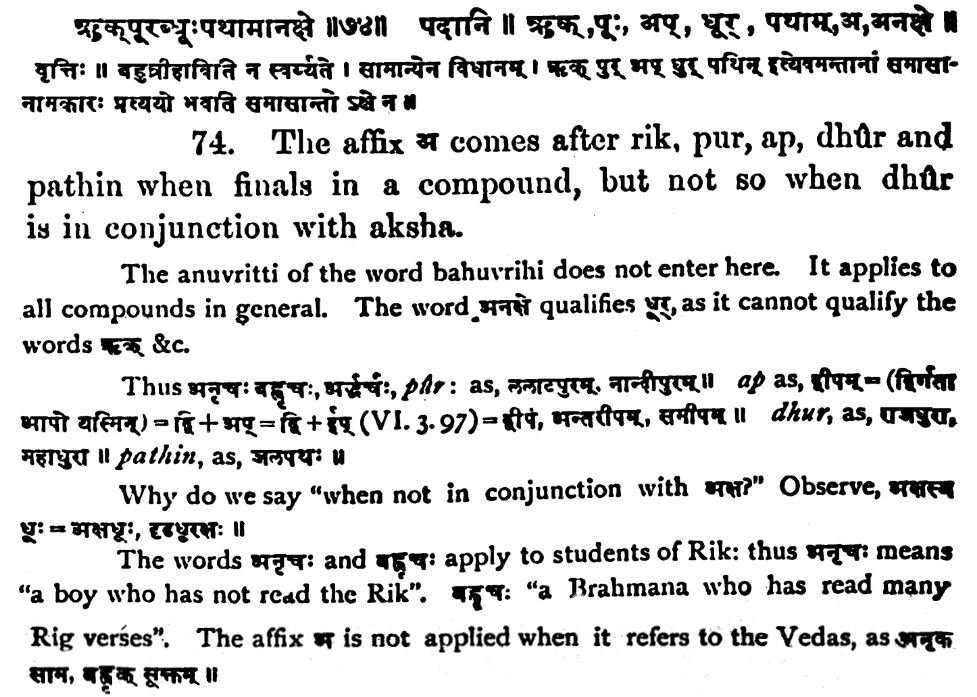 ऋक्पूरब्धूःपथामानक्षे ॥७४॥ पदानि ॥ ऋक्, पूः, अप्, धूर्, पथाम्, अ, अनक्षे ॥
वृत्तिः ॥ बहुव्रीहाविति न स्वर्य्यते । सामान्येन विधानम् । ऋक् पुर् अप् धुर् पथिन् इत्येवमन्तानां समासा-
नामकारः प्रत्ययो भवति समासान्तो ऽक्षे न ॥
74. The affix अ comes after rik, pur, ap, dhûr and
pathin when finals in a compound, but not so when dhûr
is in conjunction with aksha.
The anuvritti of the word bahuvrihi does not enter here. It applies to
all compounds in general. The word अनक्षे qualifies धूर्, as it cannot qualify the
words ऋक् &c.
Thus अनृचः बह्वृचः, अर्द्धर्चः, pûr: as, ललाटपुरम्, नान्दीपुरम् ॥ ap as, द्वीपम् = (द्विर्गता
आपो यस्मिन्) = द्वि + अप् = द्वि + ईप् (VI. 3. 97) = द्वीपं, अन्तरीपम्, समीपम् ॥ dhur, as, राजधुरा,
महाधुरा ॥ pathin, as, जलपथः ॥
Why do we say "when not in conjunction with अक्ष?" Observe, अक्षस्य
धूः = अक्षधूः, दृढधूरक्षः ॥
The words अनृचः and बह्वृचः apply to students of Rik: thus अनृचः means
"a boy who has not read the Rik". बह्वृचः "a Brahmana who has read many
Rig verses". The affix अ is not applied when it refers to the Vedas, as अनृक
साम, बह्वृक् सूक्तम् ॥